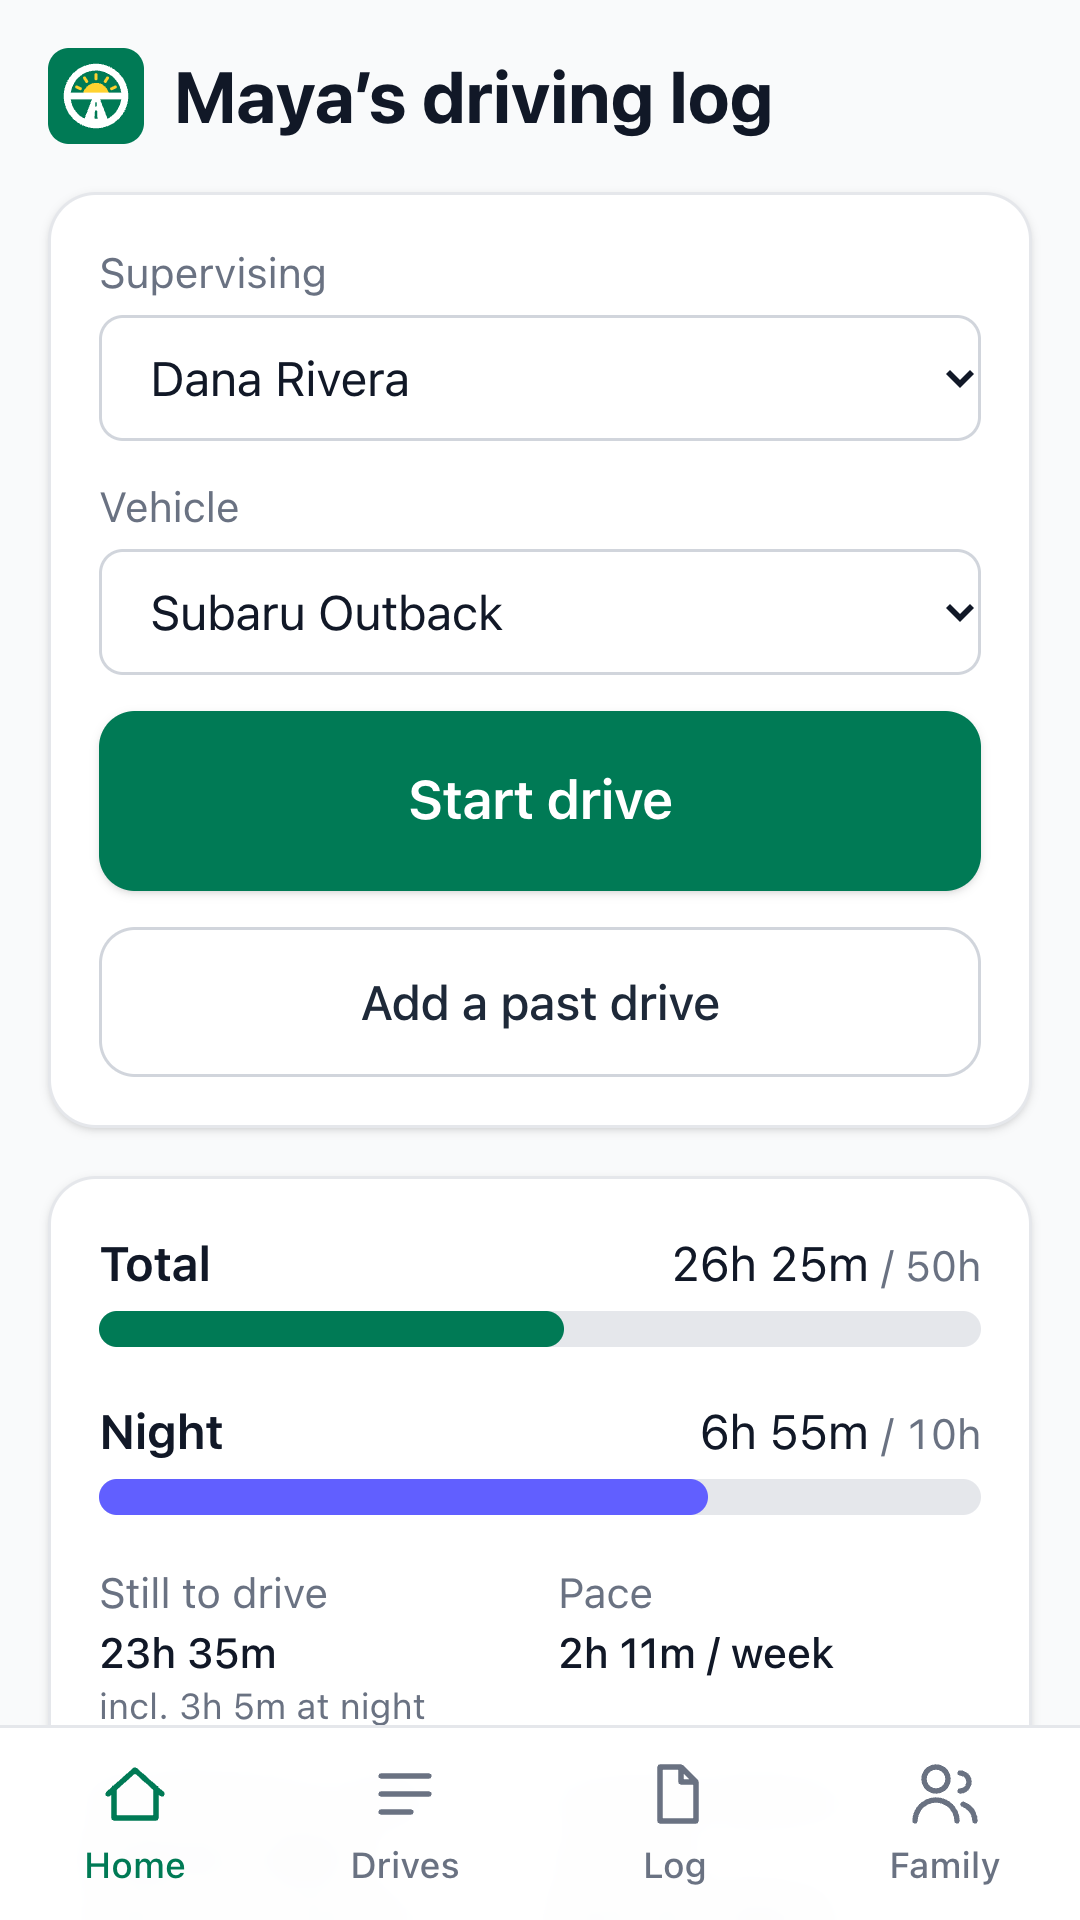 Maya’s driving log
Supervising
Dana Rivera
Vehicle
Subaru Outback
Start drive
Add a past drive
Total 26h 25m / 50h
Night 6h 55m / 10h
Still to drive Pace
23h 35m 2h 11m / week
incl. 3h 5m at night
Home Drives Log Family